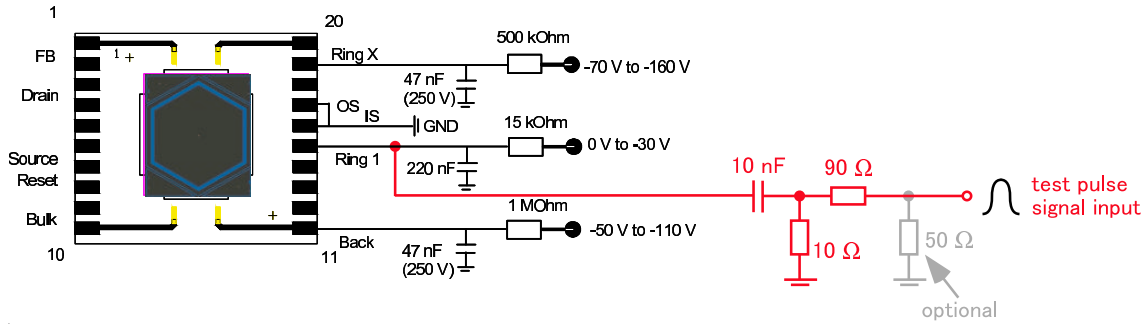 1
20
FB
1 +
Drain
Source
Reset
Bulk
+
10
11
Ring X
500 kOhm
-70 V to -160 V
47 nF
(250 V)
OS
IS
GND
15 kOhm
0 V to -30 V
Ring 1
220 nF
10 nF
90 Ω
test pulse
signal input
10 Ω
50 Ω
optional
1 MOhm
-50 V to -110 V
Back
47 nF
(250 V)